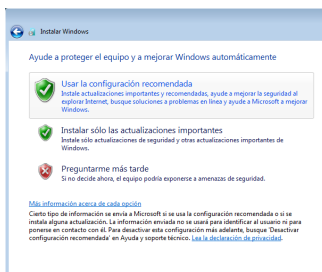 Instalar Windows
Ayude a proteger el equipo y a mejorar Windows automáticamente
Usar la configuración recomendada
Instale actualizaciones importantes y recomendadas, ayude a mejorar la seguridad al
explorar Internet, busque soluciones a problemas en línea y ayude a Microsoft a mejorar
Windows.
Instalar sólo las actualizaciones importantes
Instale sólo actualizaciones de seguridad y otras actualizaciones importantes de
Windows.
Preguntarme más tarde
Si no decide ahora, el equipo podría exponerse a amenazas de seguridad.
Más información acerca de cada opción
Cierto tipo de información se envía a Microsoft si se usa la configuración recomendada o si se
instala alguna actualización. La información enviada no se usará para identificar al usuario ni para
ponerse en contacto con él. Para desactivar esta configuración más adelante, busque 'Desactivar
configuración recomendada' en Ayuda y soporte técnico. Lea la declaración de privacidad.